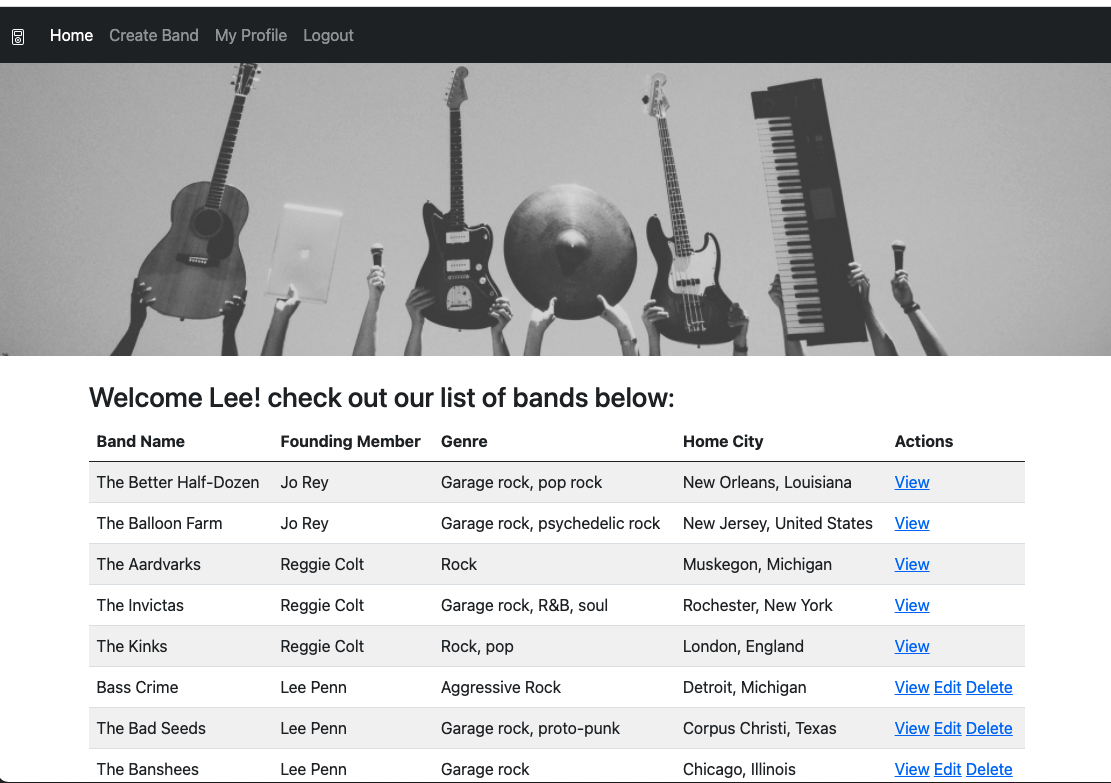 Home Create Band My Profile Logout
Welcome Lee! check out our list of bands below:
Band Name Founding Member Genre Home City Actions
The Better Half-Dozen Jo Rey Garage rock, pop rock New Orleans, Louisiana View
The Balloon Farm Jo Rey Garage rock, psychedelic rock New Jersey, United States View
The Aardvarks Reggie Colt Rock Muskegon, Michigan View
The Invictas Reggie Colt Garage rock, R&B, soul Rochester, New York View
The Kinks Reggie Colt Rock, pop London, England View
Bass Crime Lee Penn Aggressive Rock Detroit, Michigan View Edit Delete
The Bad Seeds Lee Penn Garage rock, proto-punk Corpus Christi, Texas View Edit Delete
The Banshees Lee Penn Garage rock Chicago, Illinois View Edit Delete